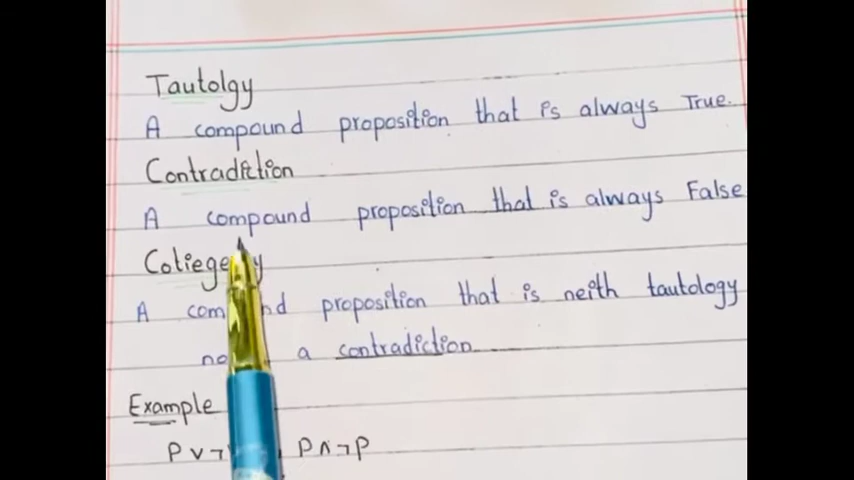 Tautolgy
A compound proposition that is always True.
Contradiction
A compound proposition that is always False
A proposition that is neith tautology
a contradiction
Example
P ∨ ¬ P ∧ ¬ P